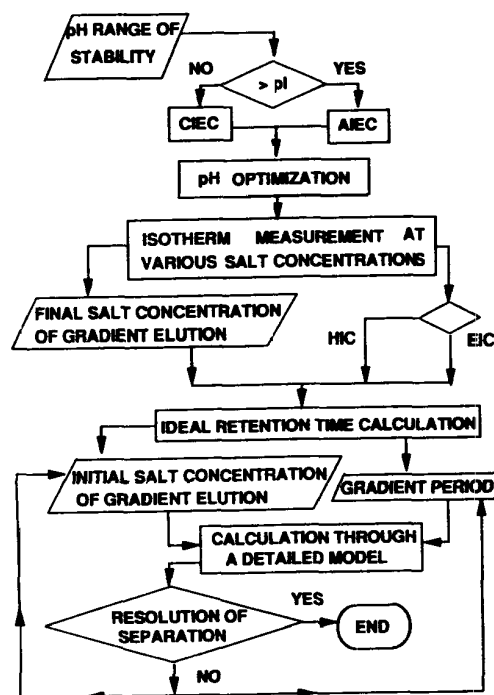 pH RANGE OF
STABILITY
NO
YES
> pI
CIEC
AIEC
pH OPTIMIZATION
ISOTHERM MEASUREMENT AT
VARIOUS SALT CONCENTRATIONS
FINAL SALT CONCENTRATION
OF GRADIENT ELUTION
HIC
EIC
IDEAL RETENTION TIME CALCULATION
INITIAL SALT CONCENTRATION
OF GRADIENT ELUTION
GRADIENT PERIOD
CALCULATION THROUGH
A DETAILED MODEL
RESOLUTION OF
SEPARATION
YES
END
NO